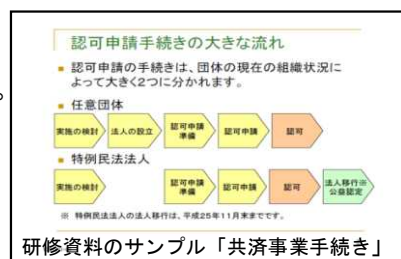 認可申請手続きの大きな流れ
■ 認可申請の手続きは、団体の現在の組織状況に
よって大きく2つに分かれます。
■ 任意団体
実施の検討 法人の設立 認可申請準備 認可申請 認可
■ 特例民法法人
実施の検討 認可申請準備 認可申請 認可 法人移行※公益認定
※ 特例民法法人の法人移行は、平成25年11月末までです。
研修資料のサンプル「共済事業手続き」
。